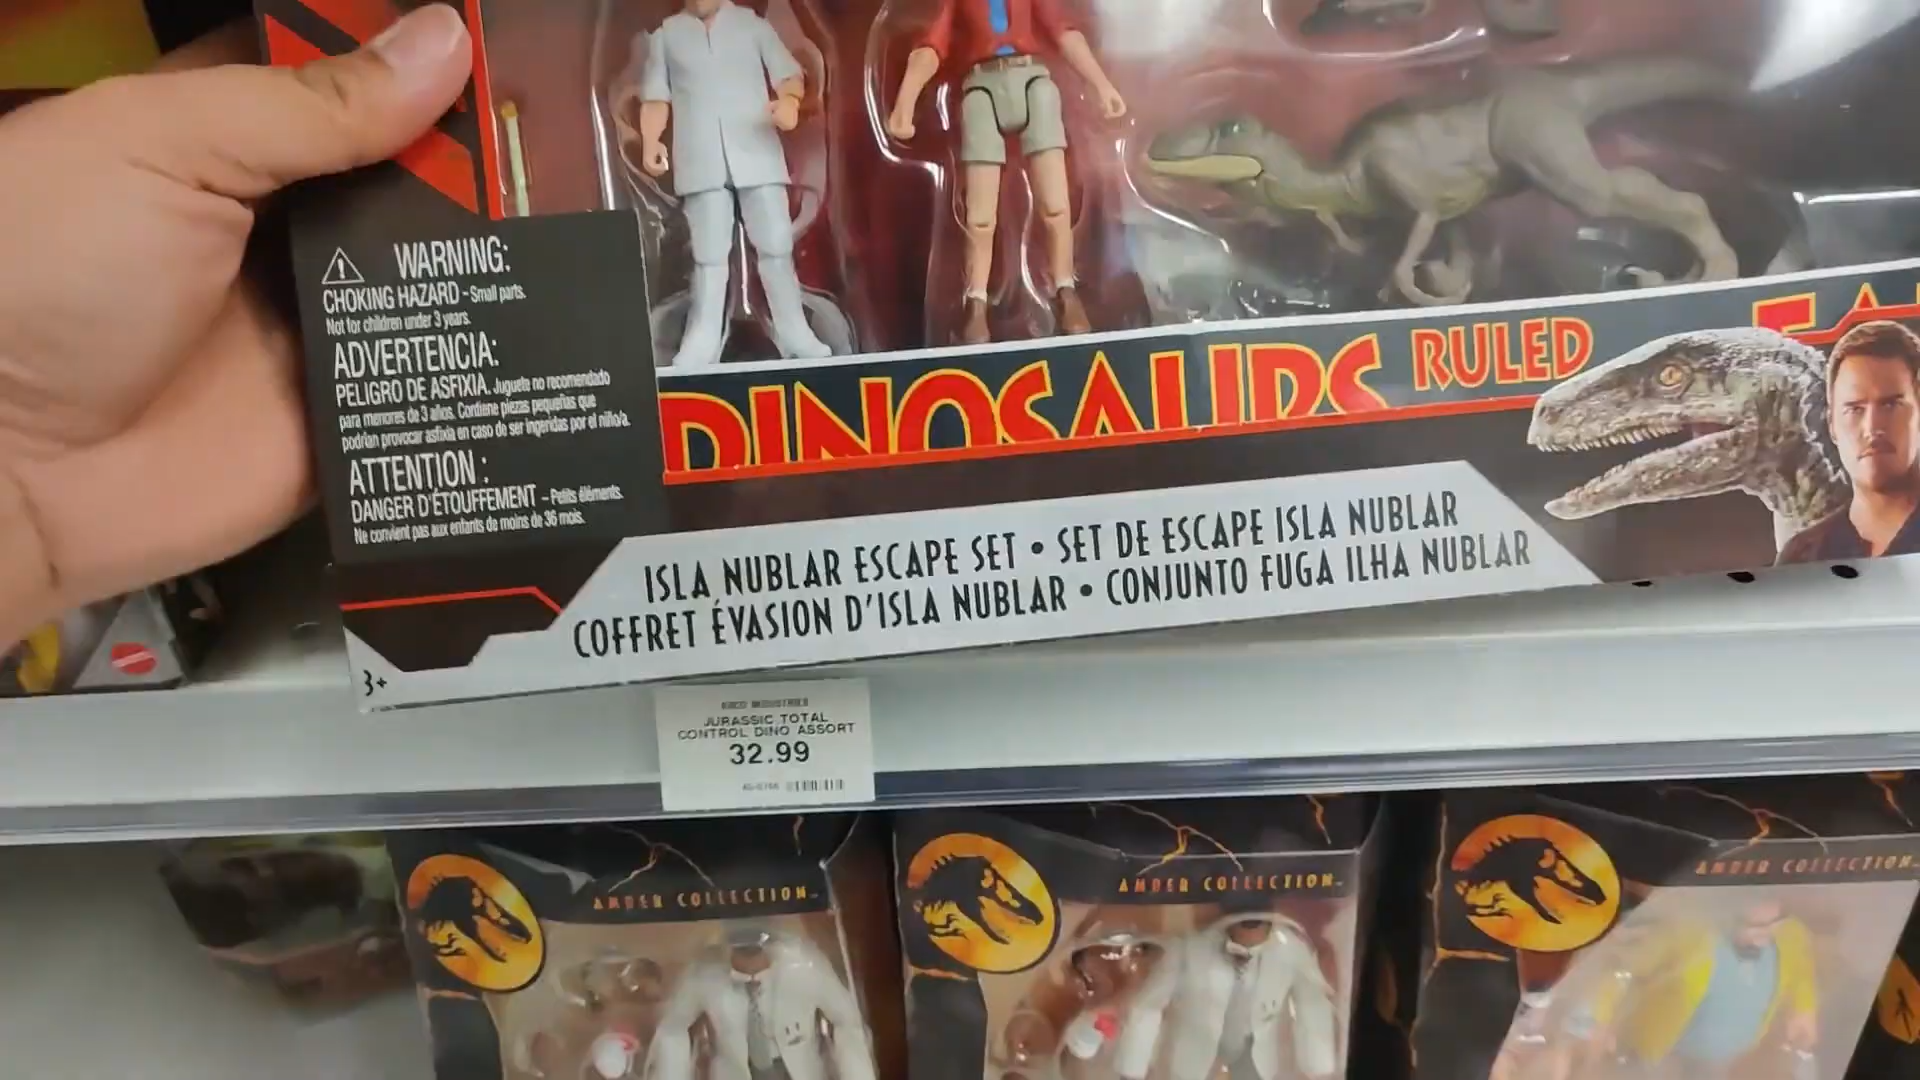 WARNING:
CHOKING HAZARD - Small parts.
Not for children under 3 years.
ADVERTENCIA:
PELIGRO DE ASFIXIA. Juguete no recomendado
para menores de 3 años. Contiene piezas pequeñas que
podrían provocar asfixia en caso de ser ingeridas por el niño/a.
ATTENTION :
DANGER D'ÉTOUFFEMENT - Petits éléments.
Ne convient pas aux enfants de moins de 36 mois.
DINOSAURS RULED
ISLA NUBLAR ESCAPE SET • SET DE ESCAPE ISLA NUBLAR
COFFRET ÉVASION D'ISLA NUBLAR • CONJUNTO FUGA ILHA NUBLAR
3+
JURASSIC TOTAL
CONTROL DINO ASSORT
32.99
AMBER COLLECTION
AMBER COLLECTION
AMBER COLLECTION